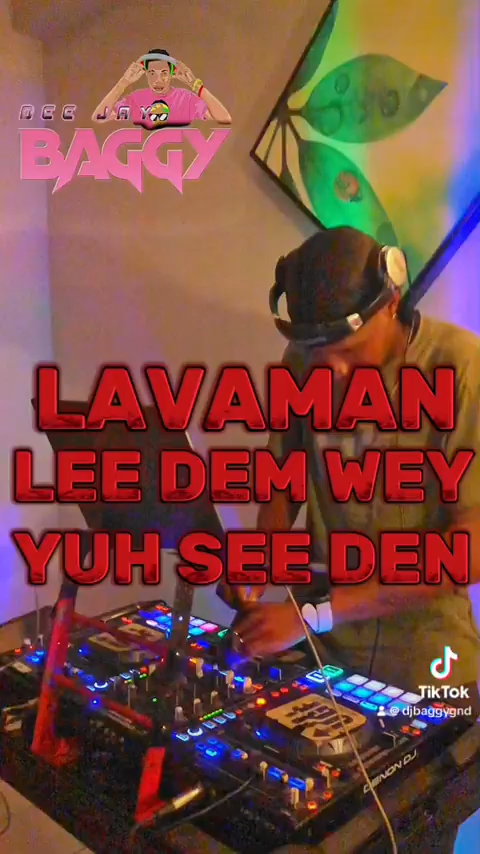 DEE JAY
BAGGY
LAVAMAN
LEE DEM WEY
YUH SEE DEN
TikTok
@djbaggygnd
DENON DJ